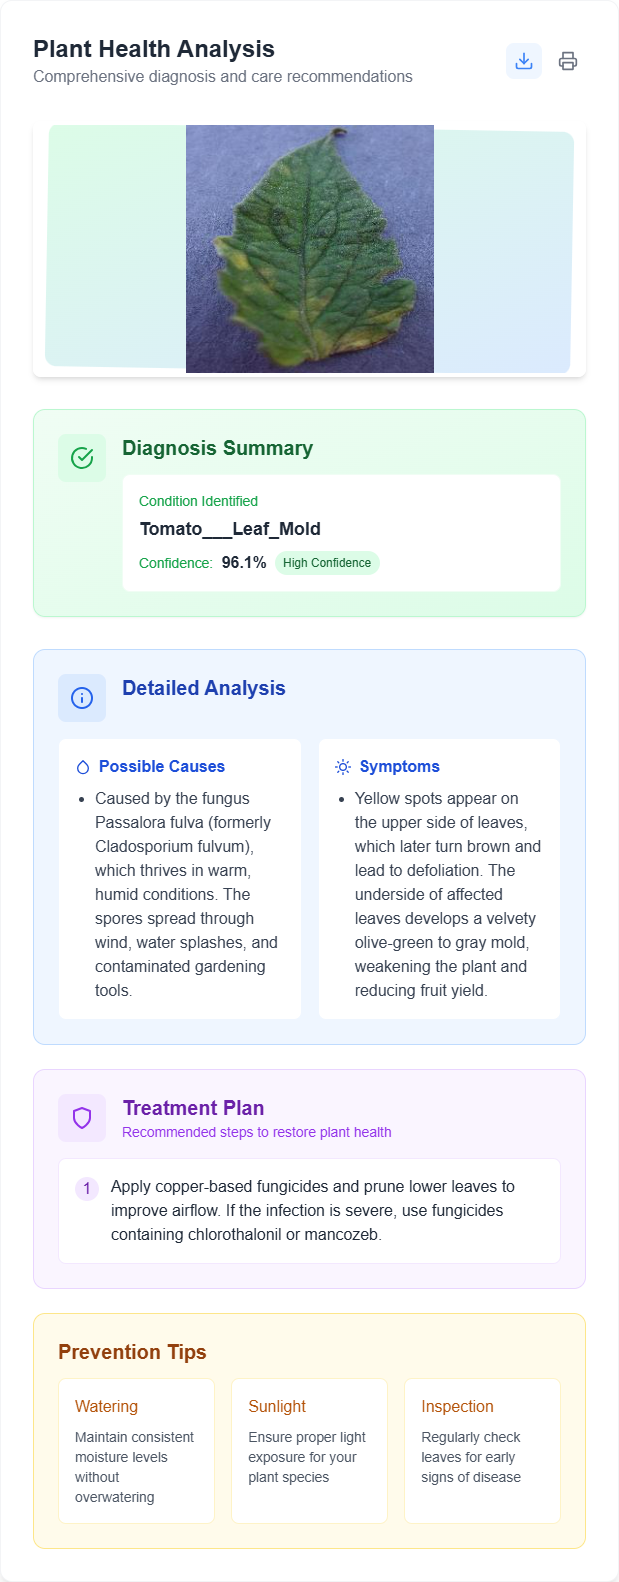 Plant Health Analysis
Comprehensive diagnosis and care recommendations
Diagnosis Summary
Condition Identified
Tomato___Leaf_Mold
Confidence: 96.1% High Confidence
Detailed Analysis
Possible Causes
Caused by the fungus
Passalora fulva (formerly
Cladosporium fulvum),
which thrives in warm,
humid conditions. The
spores spread through
wind, water splashes, and
contaminated gardening
tools.
Symptoms
Yellow spots appear on
the upper side of leaves,
which later turn brown and
lead to defoliation. The
underside of affected
leaves develops a velvety
olive-green to gray mold,
weakening the plant and
reducing fruit yield.
Treatment Plan
Recommended steps to restore plant health
1 Apply copper-based fungicides and prune lower leaves to
improve airflow. If the infection is severe, use fungicides
containing chlorothalonil or mancozeb.
Prevention Tips
Watering
Maintain consistent
moisture levels
without
overwatering
Sunlight
Ensure proper light
exposure for your
plant species
Inspection
Regularly check
leaves for early
signs of disease